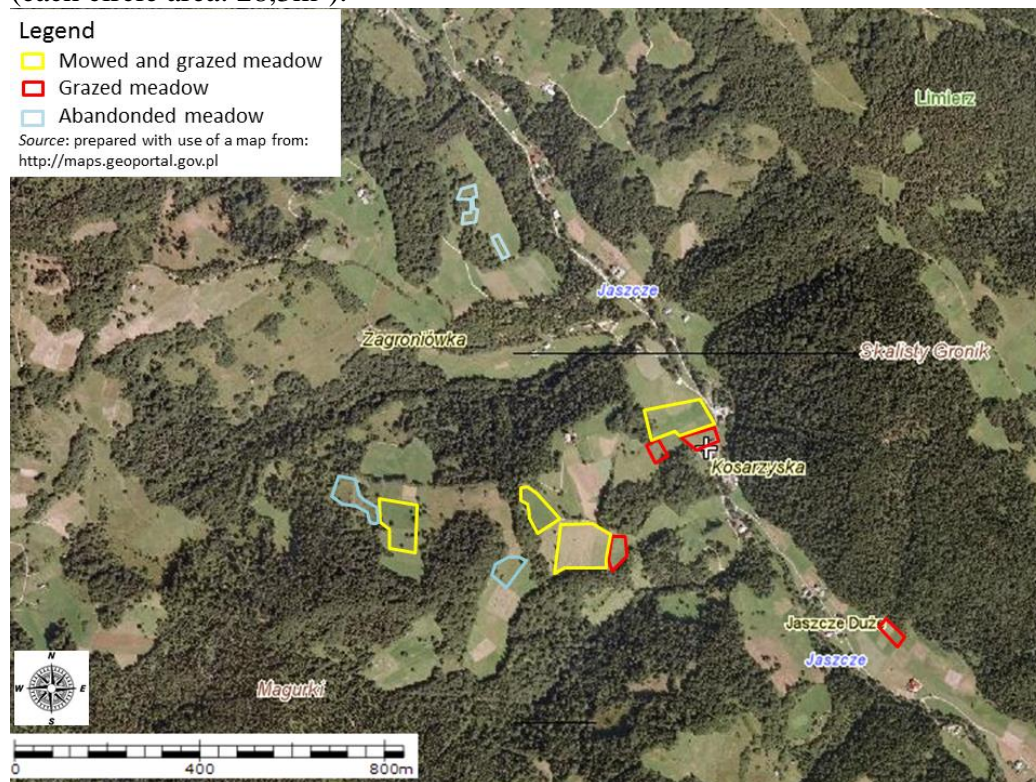 (each circle area: 28,3m²).
Legend
Mowed and grazed meadow
Grazed meadow
Abandonded meadow
Source: prepared with use of a map from:
http://maps.geoportal.gov.pl
Limierz
Jaszcze
Żagroniówka
Skalisty Gronik
Kosarzyska
Jaszcze Duże
Jaszcze
Magurki
N
W E
S
0 400 800m